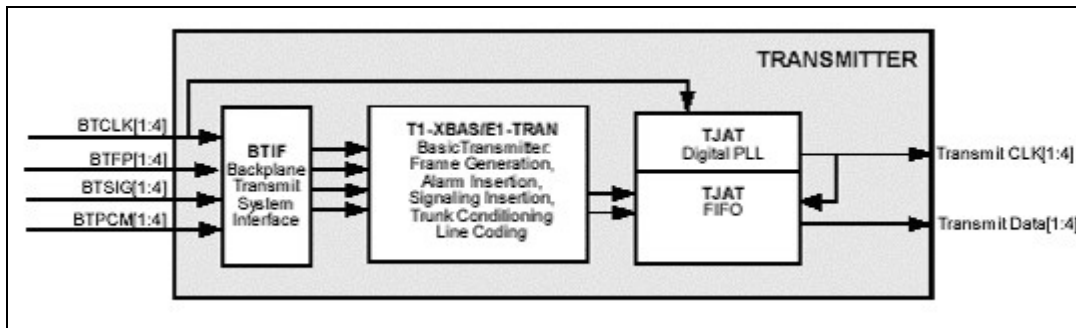 TRANSMITTER
BTCLK[1:4]
BTFP[1:4]
BTSIG[1:4]
BTPCM[1:4]
BTIF
Backplane
Transmit
System
Interface
T1-XBAS/E1-TRAN
BasicTransmitter:
Frame Generation,
Alarm Insertion,
Signaling Insertion,
Trunk Conditioning
Line Coding
TJAT
Digital PLL
TJAT
FIFO
Transmit CLK[1:4]
Transmit Data[1:4]